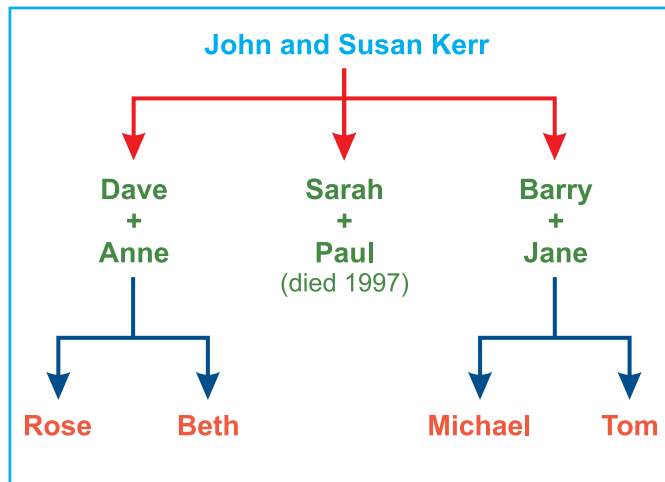 John and Susan Kerr
Dave Sarah Barry
+ + +
Anne Paul Jane
(died 1997)
Rose Beth Michael Tom